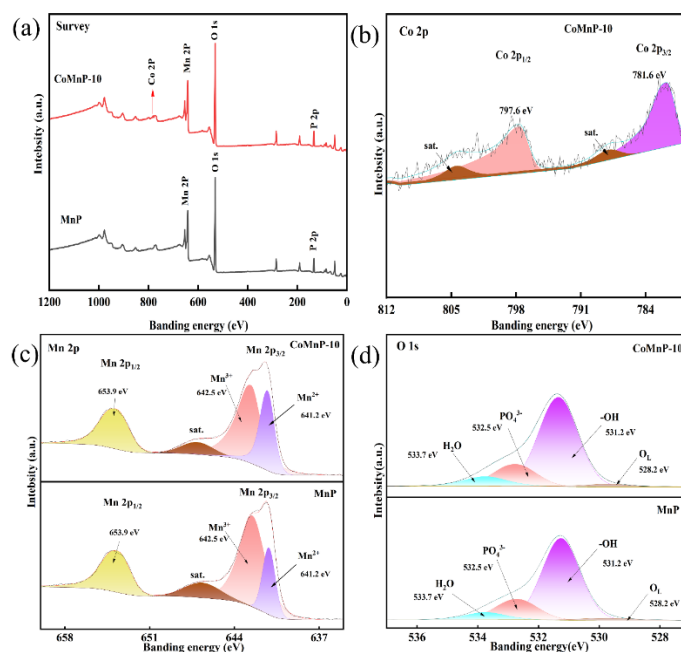 (a)
Survey
O 1s
CoMnP-10
Co 2P
Mn 2P
P 2p
O 1s
Mn 2P
MnP
P 2p
Intebsity (a.u.)
1200 1000 800 600 400 200 0
Banding energy (eV)
(b)
Co 2p
CoMnP-10
Co 2p3/2
Co 2p1/2
781.6 eV
797.6 eV
sat.
sat.
Intebsity (a.u.)
812 805 798 791 784
Banding energy (eV)
(c)
Mn 2p
CoMnP-10
Mn 2p1/2
Mn 2p3/2
653.9 eV
Mn3+
642.5 eV
Mn2+
641.2 eV
sat.
MnP
Mn 2p1/2
Mn 2p3/2
653.9 eV
Mn3+
642.5 eV
Mn2+
641.2 eV
sat.
Intebsity (a.u.)
658 651 644 637
Banding energy (eV)
(d)
O 1s
CoMnP-10
-OH
531.2 eV
PO43-
532.5 eV
H2O
533.7 eV
OL
528.2 eV
MnP
-OH
531.2 eV
PO43-
532.5 eV
H2O
533.7 eV
OL
528.2 eV
Intebsity(a.u.)
536 534 532 530 528
Banding energy(eV)